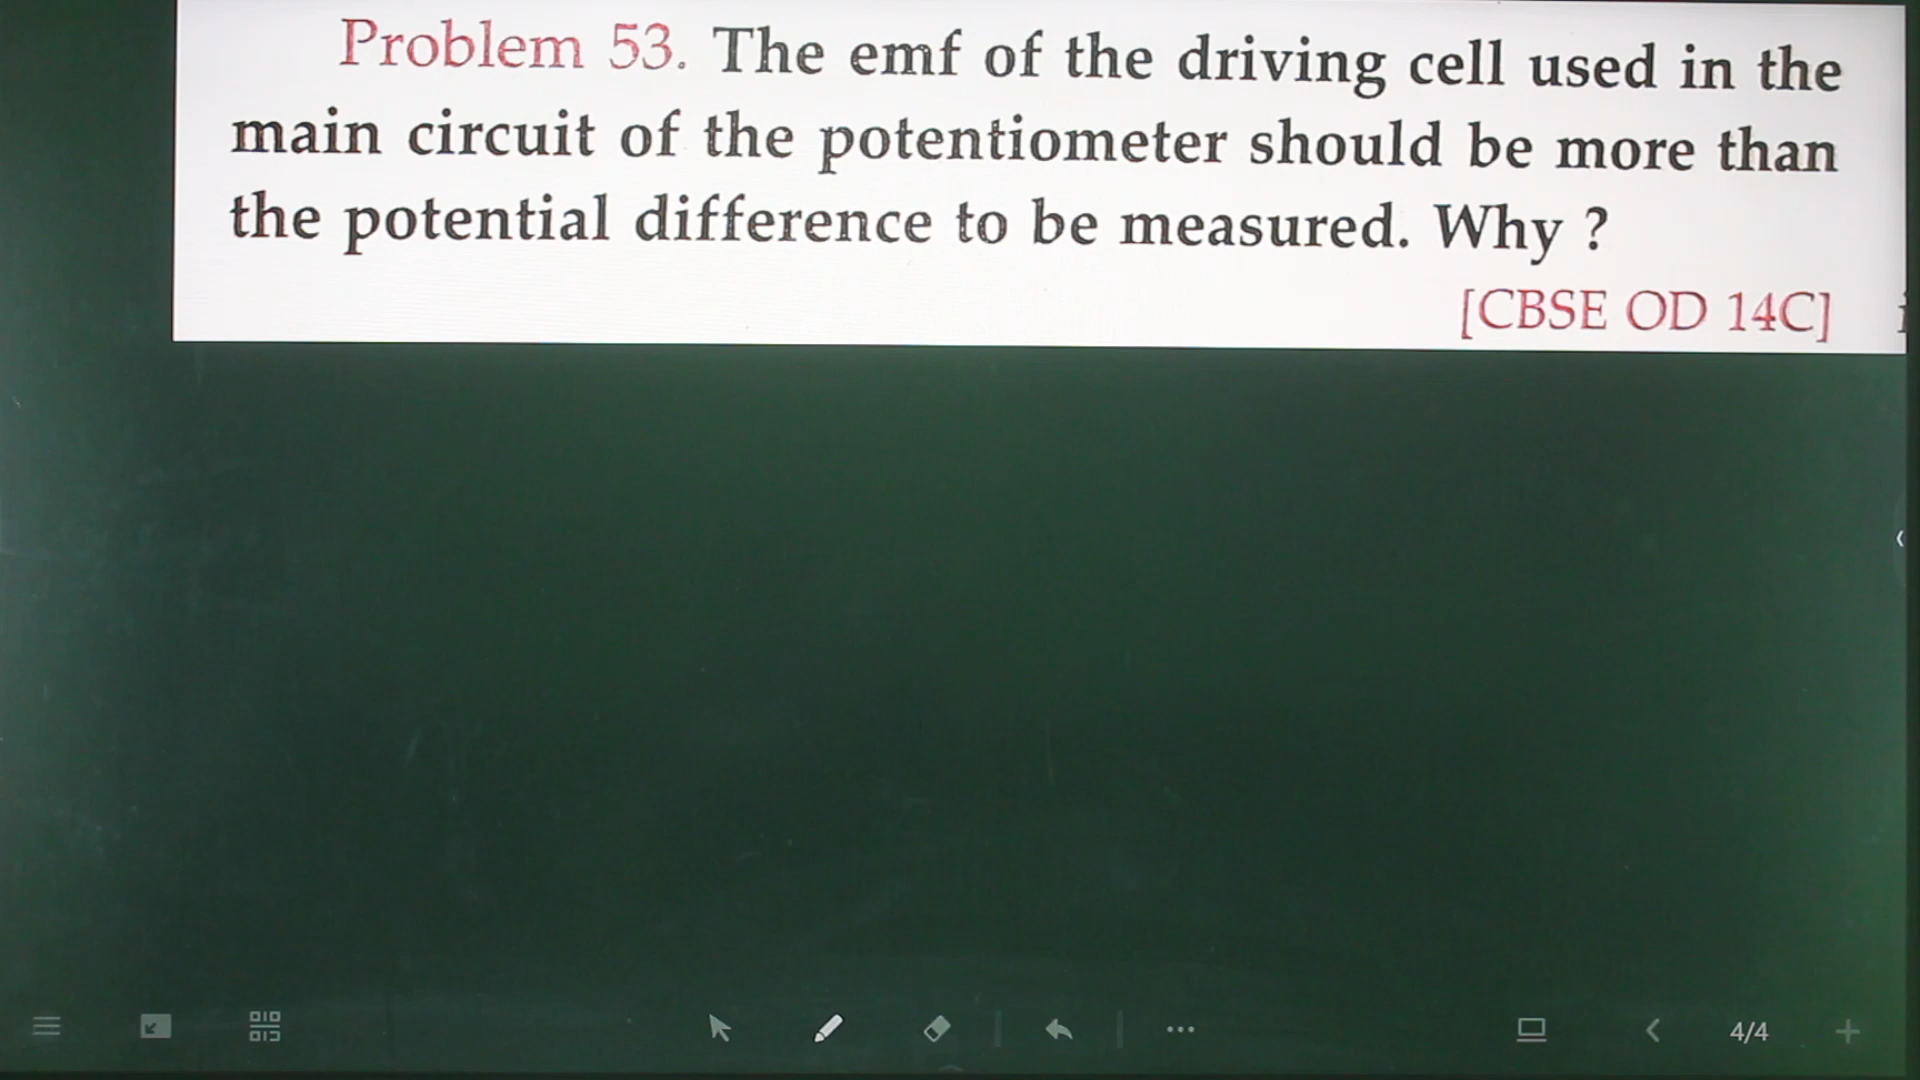 Problem 53. The emf of the driving cell used in the
main circuit of the potentiometer should be more than
the potential difference to be measured. Why ?
[CBSE OD 14C]
4/4